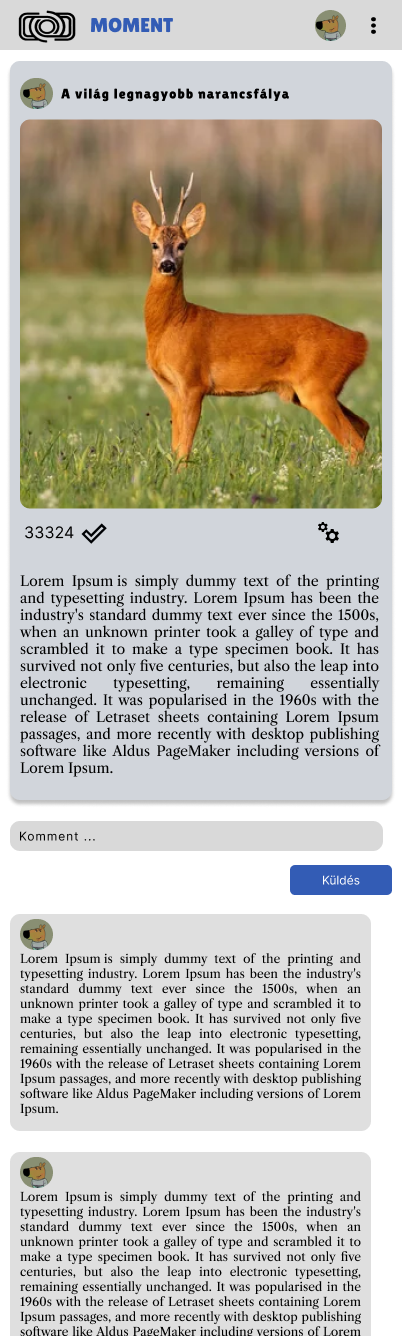 MOMENT
A világ legnagyobb narancsfálya
33324
Lorem Ipsum is simply dummy text of the printing
and typesetting industry. Lorem Ipsum has been the
industry's standard dummy text ever since the 1500s,
when an unknown printer took a galley of type and
scrambled it to make a type specimen book. It has
survived not only five centuries, but also the leap into
electronic typesetting, remaining essentially
unchanged. It was popularised in the 1960s with the
release of Letraset sheets containing Lorem Ipsum
passages, and more recently with desktop publishing
software like Aldus PageMaker including versions of
Lorem Ipsum.
Komment ...
Küldés
Lorem Ipsum is simply dummy text of the printing and
typesetting industry. Lorem Ipsum has been the industry's
standard dummy text ever since the 1500s, when an
unknown printer took a galley of type and scrambled it to
make a type specimen book. It has survived not only five
centuries, but also the leap into electronic typesetting,
remaining essentially unchanged. It was popularised in the
1960s with the release of Letraset sheets containing Lorem
Ipsum passages, and more recently with desktop publishing
software like Aldus PageMaker including versions of Lorem
Ipsum.
Lorem Ipsum is simply dummy text of the printing and
typesetting industry. Lorem Ipsum has been the industry's
standard dummy text ever since the 1500s, when an
unknown printer took a galley of type and scrambled it to
make a type specimen book. It has survived not only five
centuries, but also the leap into electronic typesetting,
remaining essentially unchanged. It was popularised in the
1960s with the release of Letraset sheets containing Lorem
Ipsum passages, and more recently with desktop publishing
software like Aldus PageMaker including versions of Lorem